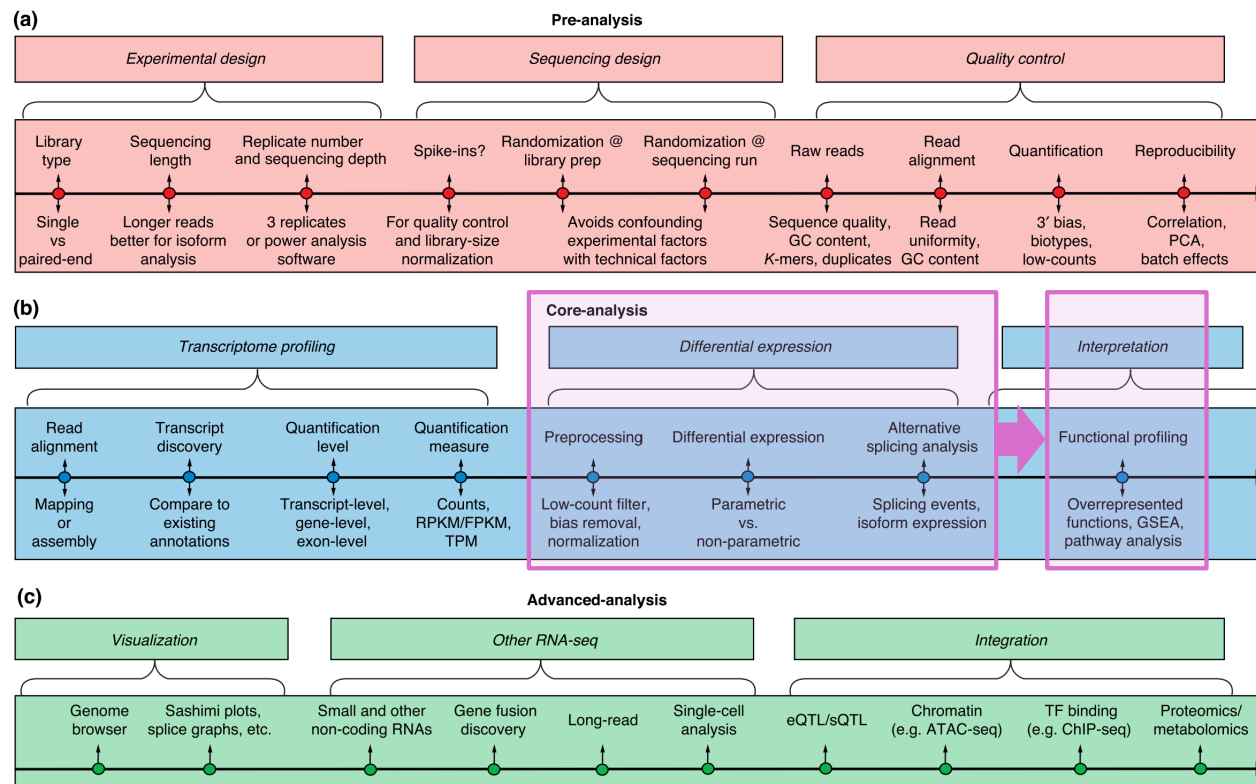 (a)
Pre-analysis
Experimental design
Sequencing design
Quality control
Library
type
Sequencing
length
Replicate number
and sequencing depth
Spike-ins?
Randomization @
library prep
Randomization @
sequencing run
Raw reads
Read
alignment
Quantification
Reproducibility
Single
vs
paired-end
Longer reads
better for isoform
analysis
3 replicates
or power analysis
software
For quality control
and library-size
normalization
Avoids confounding
experimental factors
with technical factors
Sequence quality,
GC content,
K-mers, duplicates
Read
uniformity,
GC content
3′ bias,
biotypes,
low-counts
Correlation,
PCA,
batch effects
(b)
Core-analysis
Transcriptome profiling
Differential expression
Interpretation
Read
alignment
Transcript
discovery
Quantification
level
Quantification
measure
Preprocessing
Differential expression
Alternative
splicing analysis
Functional profiling
Mapping
or
assembly
Compare to
existing
annotations
Transcript-level,
gene-level,
exon-level
Counts,
RPKM/FPKM,
TPM
Low-count filter,
bias removal,
normalization
Parametric
vs.
non-parametric
Splicing events,
isoform expression
Overrepresented
functions, GSEA,
pathway analysis
(c)
Advanced-analysis
Visualization
Other RNA-seq
Integration
Genome
browser
Sashimi plots,
splice graphs, etc.
Small and other
non-coding RNAs
Gene fusion
discovery
Long-read
Single-cell
analysis
eQTL/sQTL
Chromatin
(e.g. ATAC-seq)
TF binding
(e.g. ChIP-seq)
Proteomics/
metabolomics